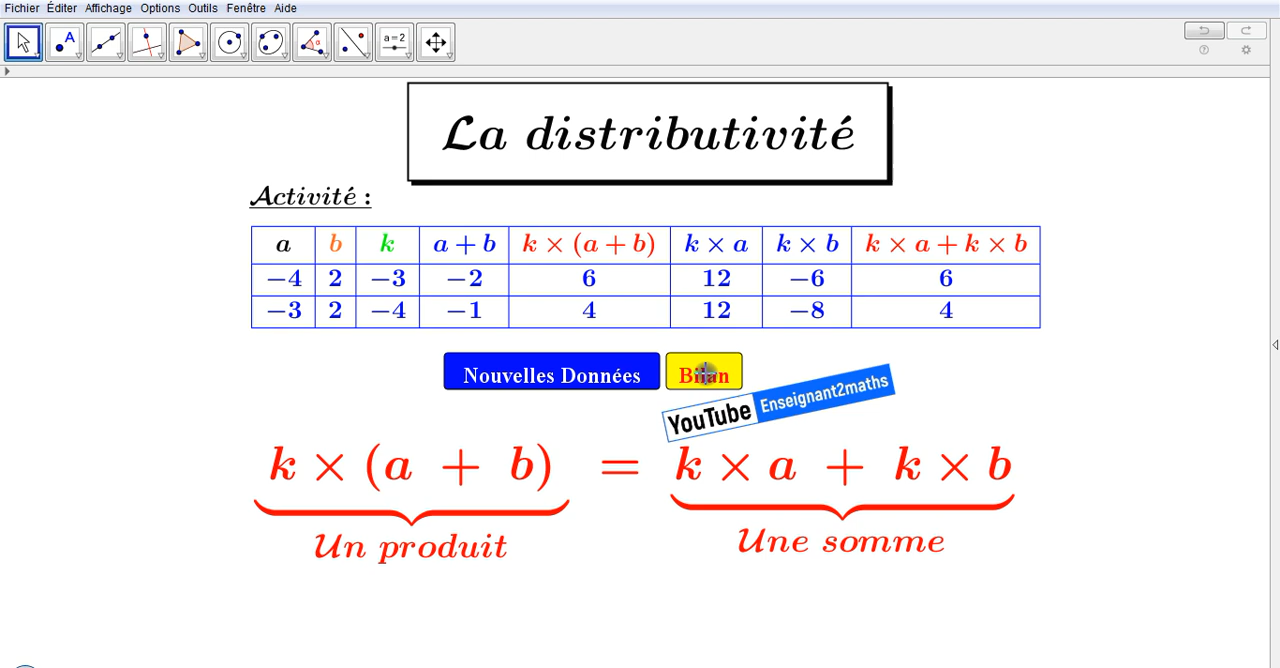 Fichier Éditer Affichage Options Outils Fenêtre Aide
A
α
a = 2
La distributivité
Activité :
a b k a + b k × (a + b) k × a k × b k × a + k × b
−4 2 −3 −2 6 12 −6 6
−3 2 −4 −1 4 12 −8 4
Nouvelles Données Bilan
YouTube Enseignant2maths
k × (a + b) = k × a + k × b
Un produit Une somme